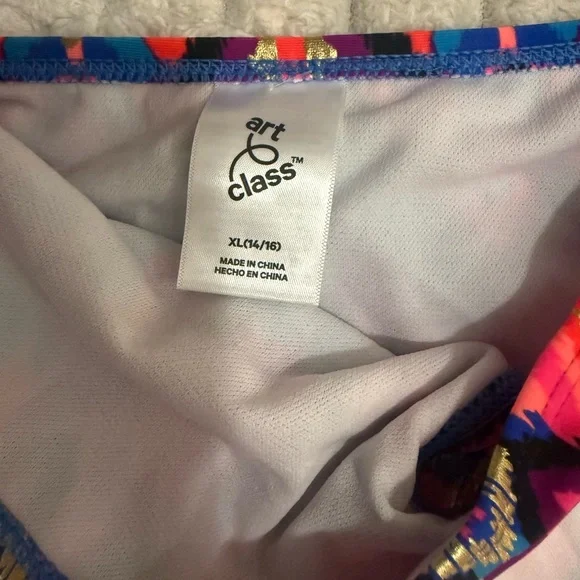 art
class™
XL(14/16)
MADE IN CHINA
HECHO EN CHINA